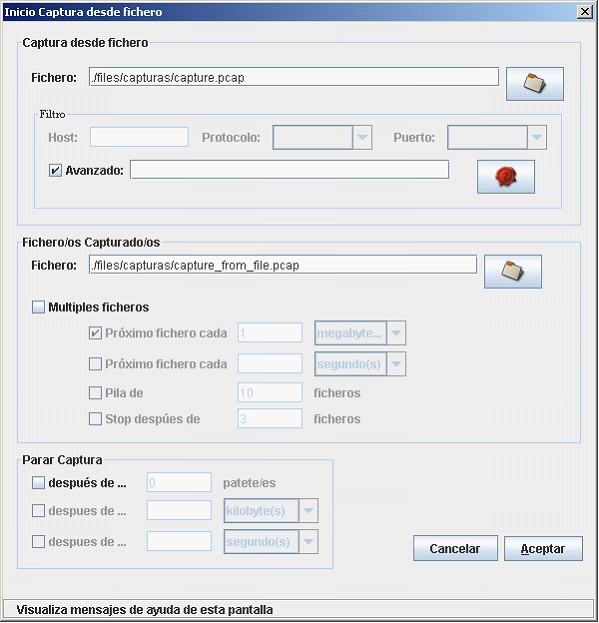 Inicio Captura desde fichero
Captura desde fichero
Fichero: ./files/capturas/capture.pcap
Filtro
Host: Protocolo: Puerto:
Avanzado:
Fichero/os Capturado/os
Fichero: ./files/capturas/capture_from_file.pcap
Multiples ficheros
Próximo fichero cada 1 megabyte...
Próximo fichero cada segundo(s)
Pila de 10 ficheros
Stop despúes de 3 ficheros
Parar Captura
después de ... 0 patete/es
despues de ... kilobyte(s)
despues de ... segundo(s)
Cancelar Aceptar
Visualiza mensajes de ayuda de esta pantalla